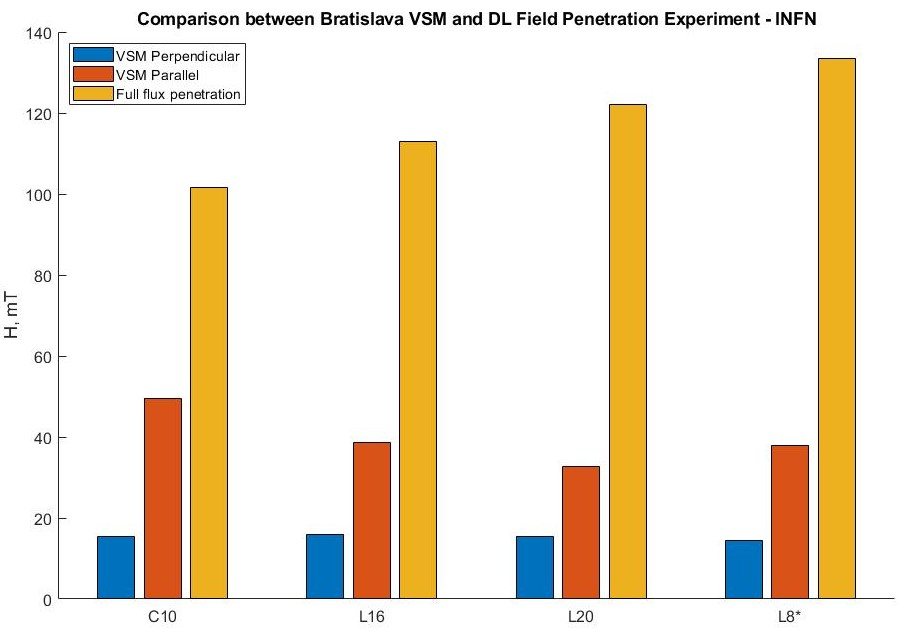 Comparison between Bratislava VSM and DL Field Penetration Experiment - INFN
VSM Perpendicular
VSM Parallel
Full flux penetration
H, mT
140
120
100
80
60
40
20
0
C10
L16
L20
L8*